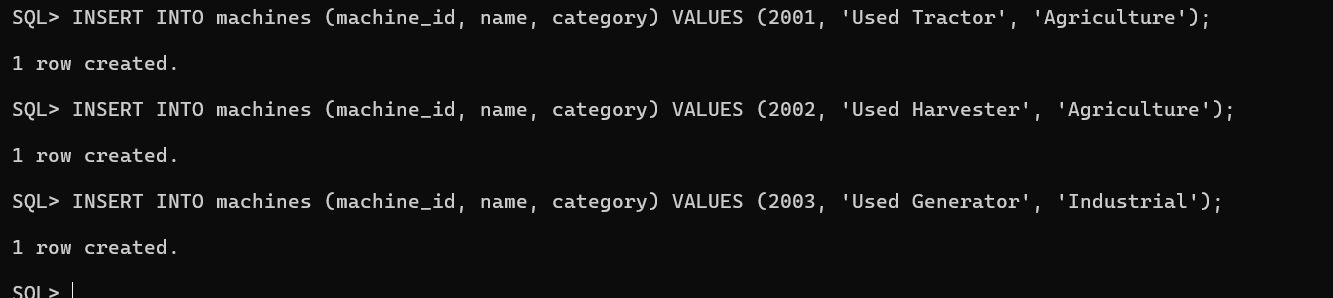 SQL> INSERT INTO machines (machine_id, name, category) VALUES (2001, 'Used Tractor', 'Agriculture');
1 row created.
SQL> INSERT INTO machines (machine_id, name, category) VALUES (2002, 'Used Harvester', 'Agriculture');
1 row created.
SQL> INSERT INTO machines (machine_id, name, category) VALUES (2003, 'Used Generator', 'Industrial');
1 row created.
SQL>